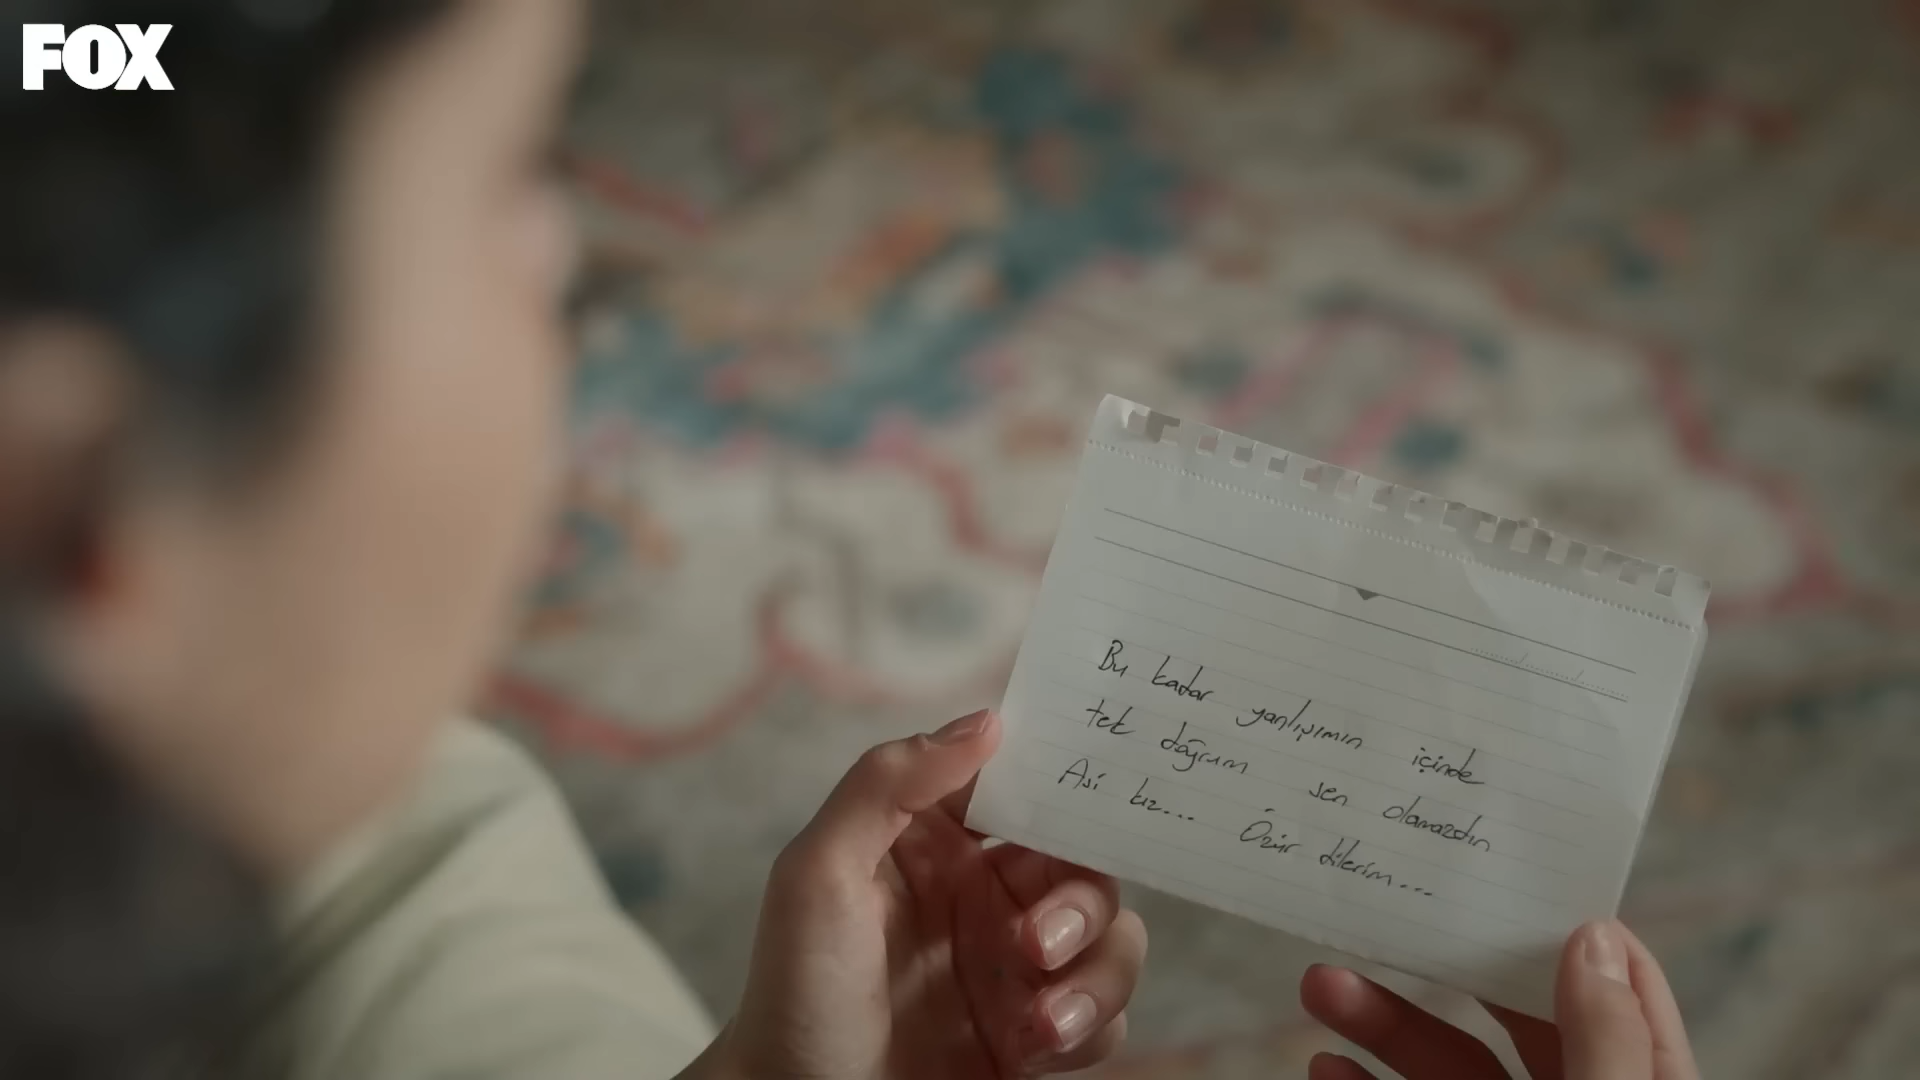 FOX
Bu kadar yanlışımın içinde
tek doğrum sen olamazdın
Asi kız... Özür dilerim...